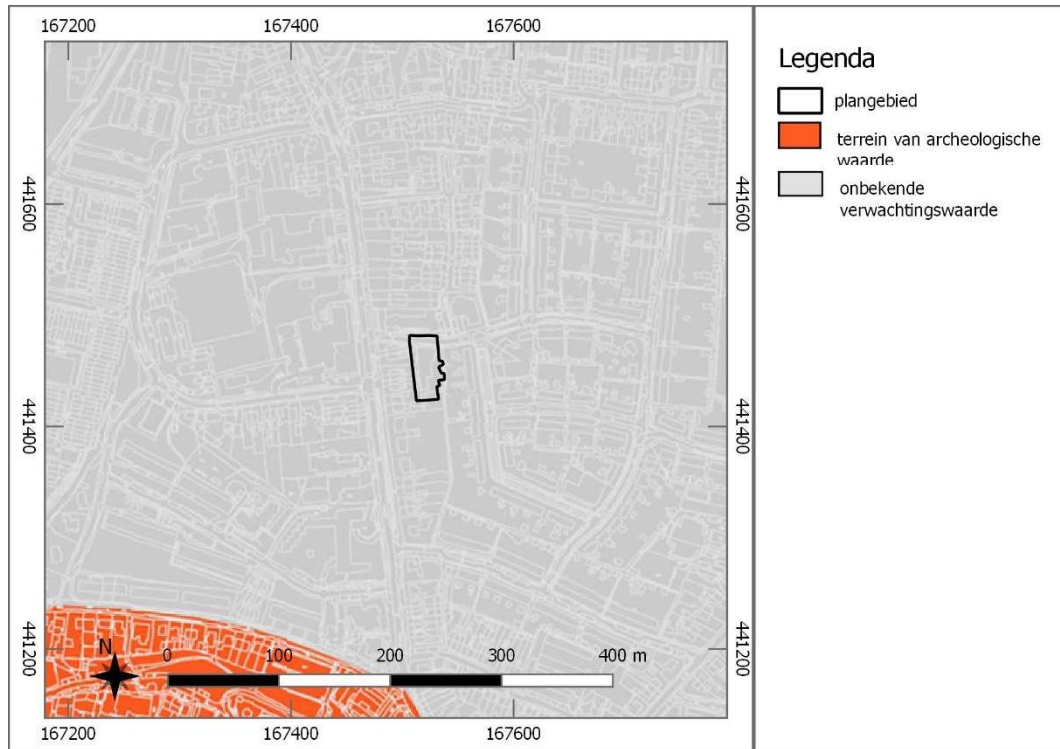 167200 167400 167600
441600 441600
441400 441400
441200 441200
N
0 100 200 300 400 m
167200 167400 167600
Legenda
plangebied
terrein van archeologische
waarde
onbekende
verwachtingswaarde